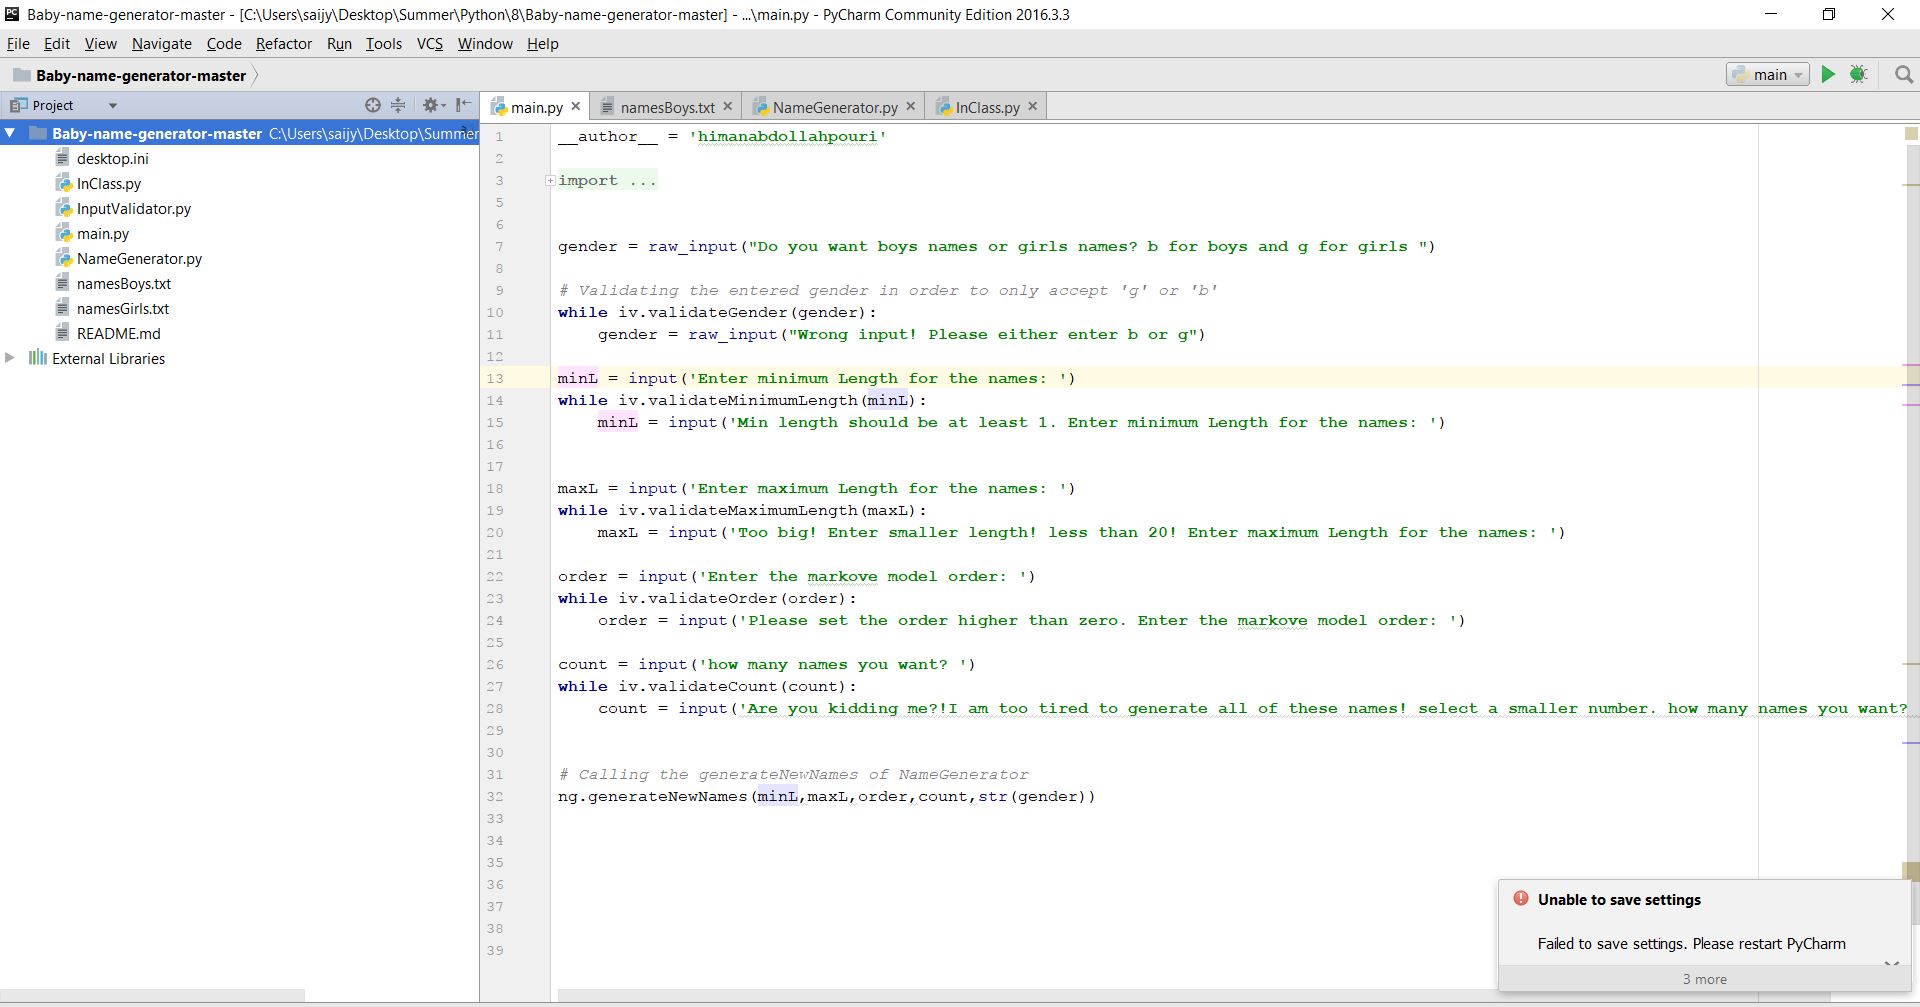 Baby-name-generator-master - [C:\Users\saijy\Desktop\Summer\Python\8\Baby-name-generator-master] - ...\main.py - PyCharm Community Edition 2016.3.3
File Edit View Navigate Code Refactor Run Tools VCS Window Help
Baby-name-generator-master
main
Project
main.py
namesBoys.txt
NameGenerator.py
InClass.py
Baby-name-generator-master C:\Users\saijy\Desktop\Summer
desktop.ini
InClass.py
InputValidator.py
main.py
NameGenerator.py
namesBoys.txt
namesGirls.txt
README.md
External Libraries
1 __author__ = 'himanabdollahpouri'
2
3 import ...
5
6
7 gender = raw_input("Do you want boys names or girls names? b for boys and g for girls ")
8
9 # Validating the entered gender in order to only accept 'g' or 'b'
10 while iv.validateGender(gender):
11     gender = raw_input("Wrong input! Please either enter b or g")
12
13 minL = input('Enter minimum Length for the names: ')
14 while iv.validateMinimumLength(minL):
15     minL = input('Min length should be at least 1. Enter minimum Length for the names: ')
16
17
18 maxL = input('Enter maximum Length for the names: ')
19 while iv.validateMaximumLength(maxL):
20     maxL = input('Too big! Enter smaller length! less than 20! Enter maximum Length for the names: ')
21
22 order = input('Enter the markove model order: ')
23 while iv.validateOrder(order):
24     order = input('Please set the order higher than zero. Enter the markove model order: ')
25
26 count = input('how many names you want? ')
27 while iv.validateCount(count):
28     count = input('Are you kidding me?!I am too tired to generate all of these names! select a smaller number. how many names you want?
29
30
31 # Calling the generateNewNames of NameGenerator
32 ng.generateNewNames(minL,maxL,order,count,str(gender))
33
34
35
36
37
38
39
Unable to save settings
Failed to save settings. Please restart PyCharm
3 more